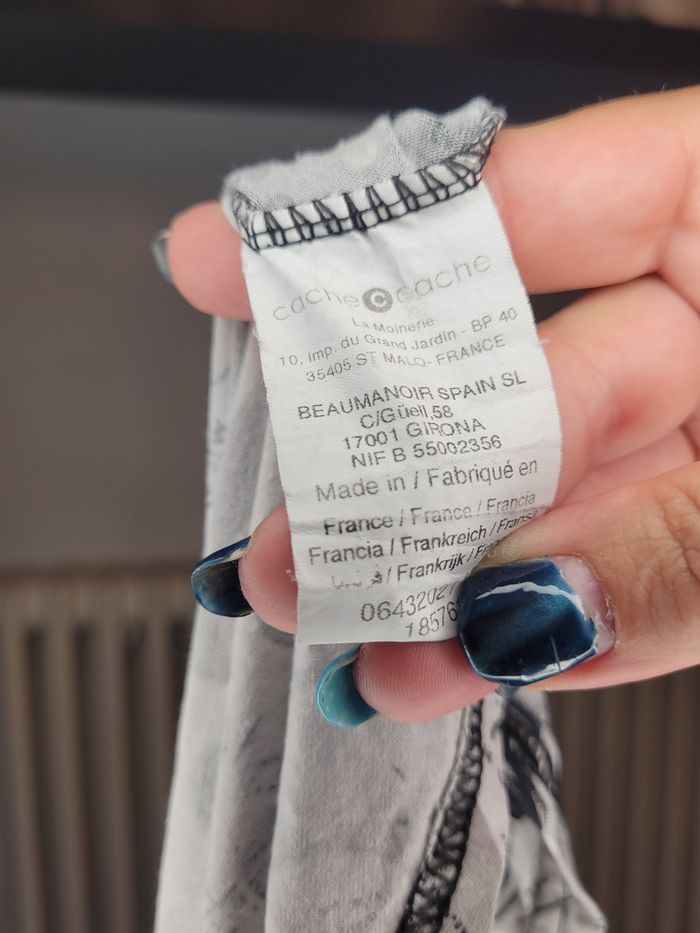 cache cache
La Moinerie
10, Imp. du Grand Jardin - BP 40
35405 ST MALO-FRANCE
BEAUMANOIR SPAIN SL
C/Güell,58
17001 GIRONA
NIF B 55002356
Made in / Fabriqué en
France / France / Francia
Francia / Frankreich /
/ Frankrijk /